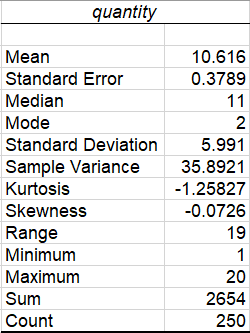 quantity
Mean 10.616
Standard Error 0.3789
Median 11
Mode 2
Standard Deviation 5.991
Sample Variance 35.8921
Kurtosis -1.25827
Skewness -0.0726
Range 19
Minimum 1
Maximum 20
Sum 2654
Count 250